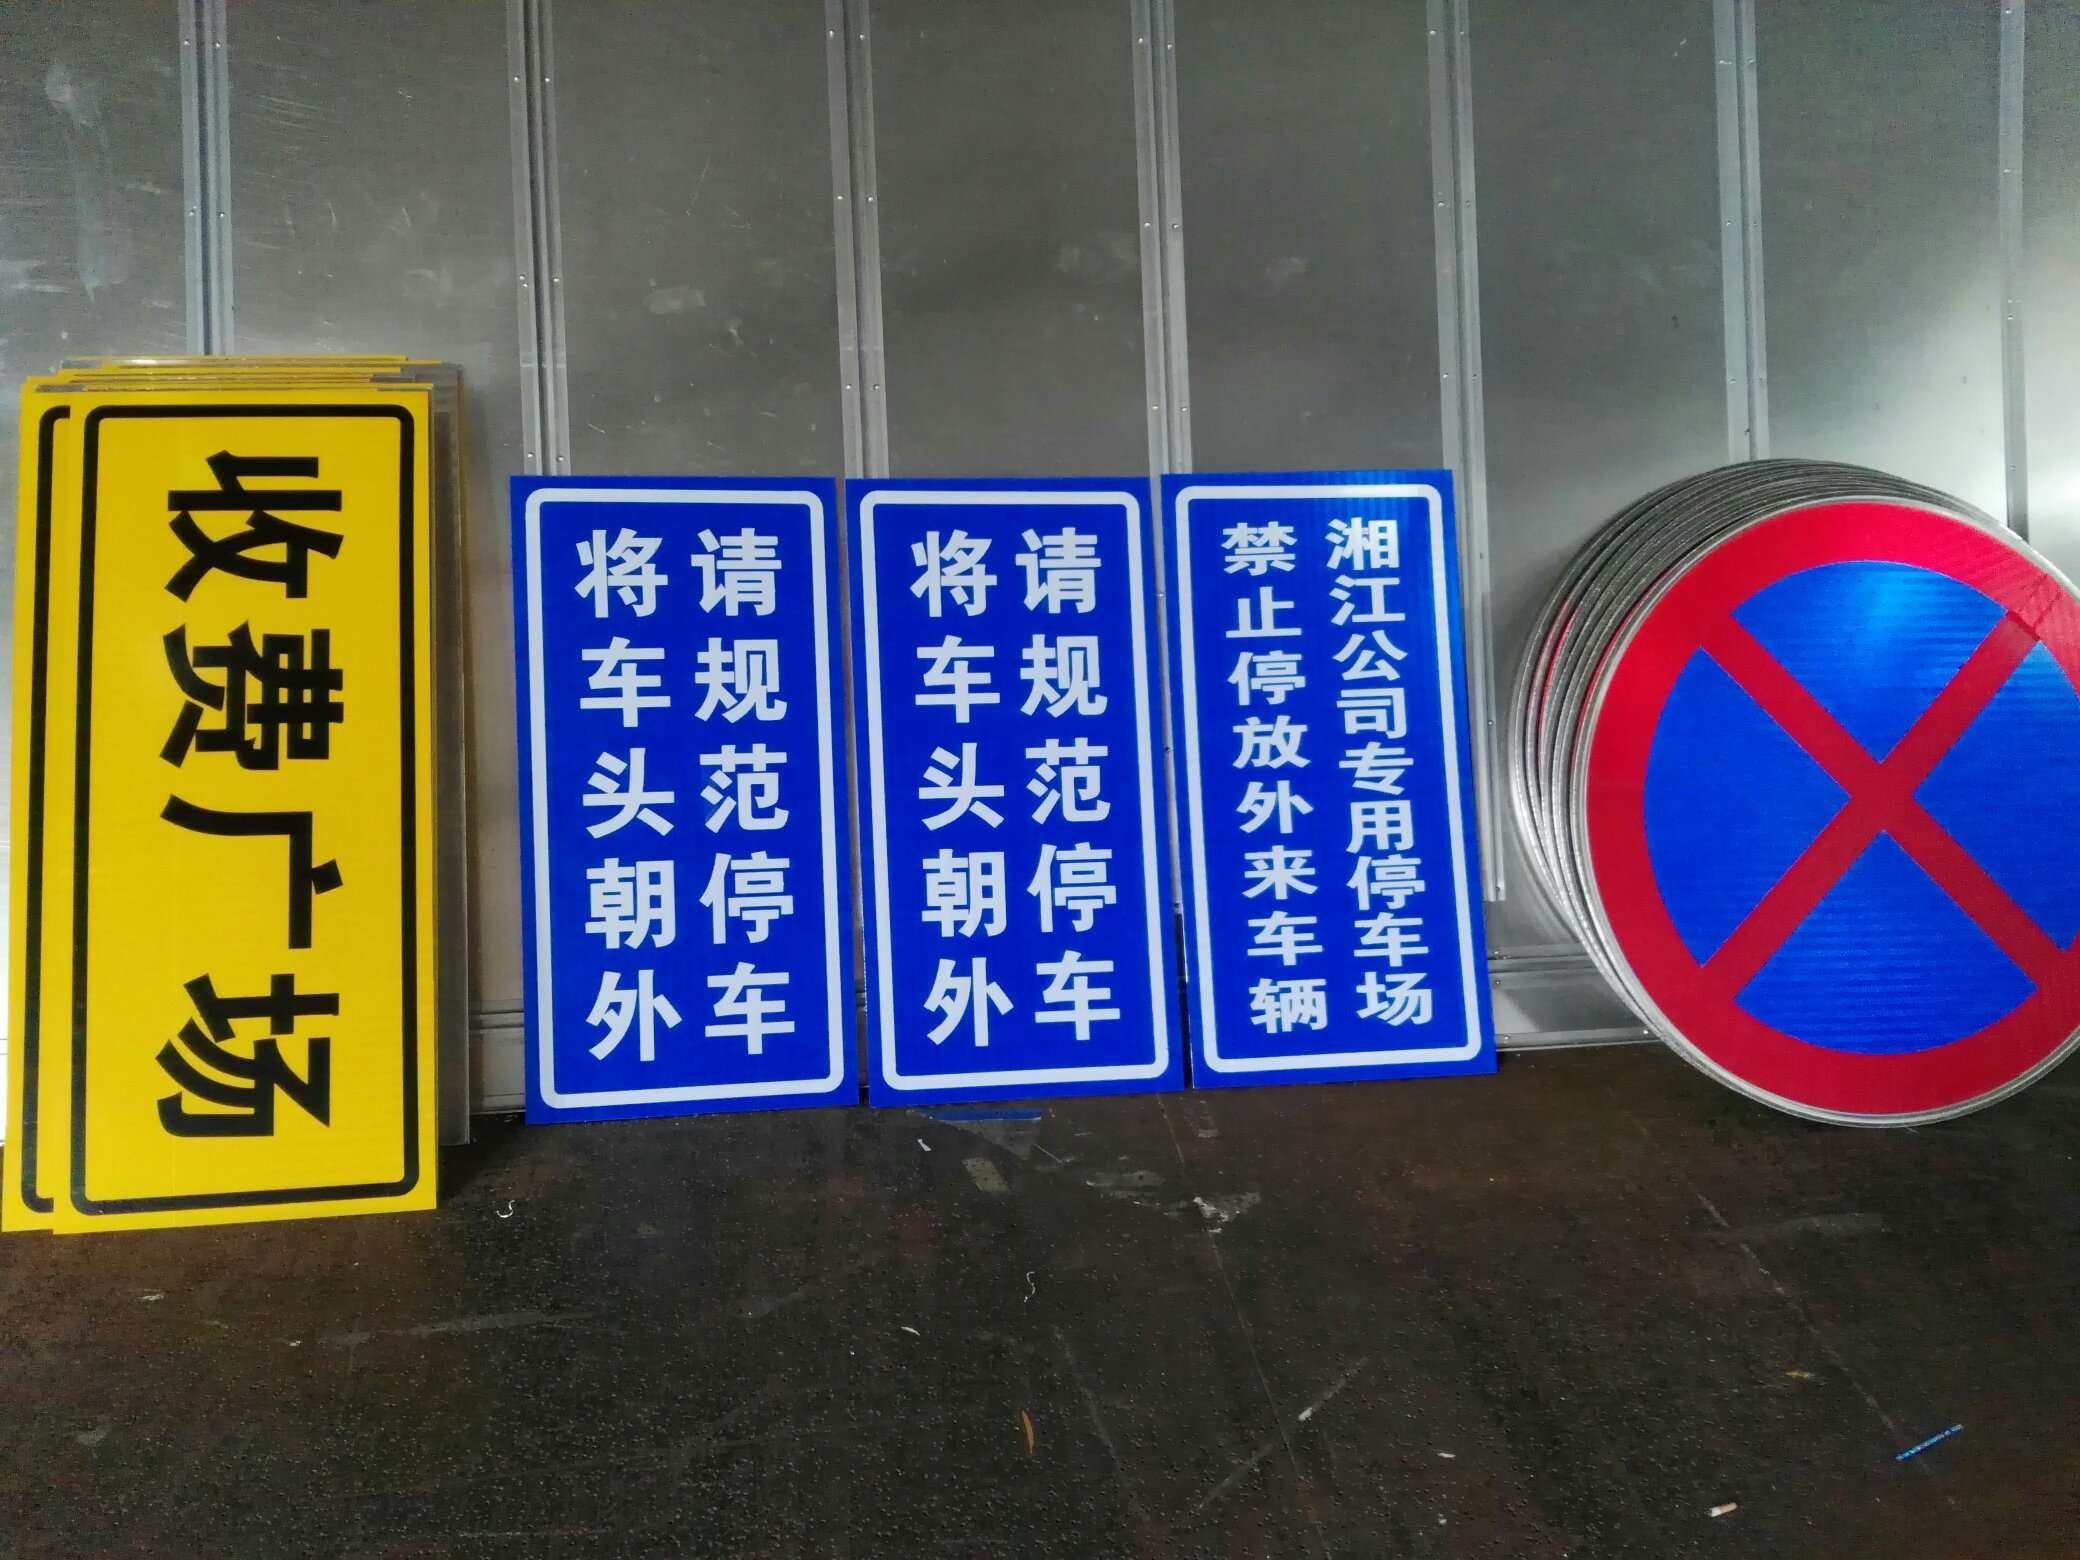 收费广场
请规范停车
将车头朝外
请规范停车
将车头朝外
湘江公司专用停车场
禁止停放外来车辆